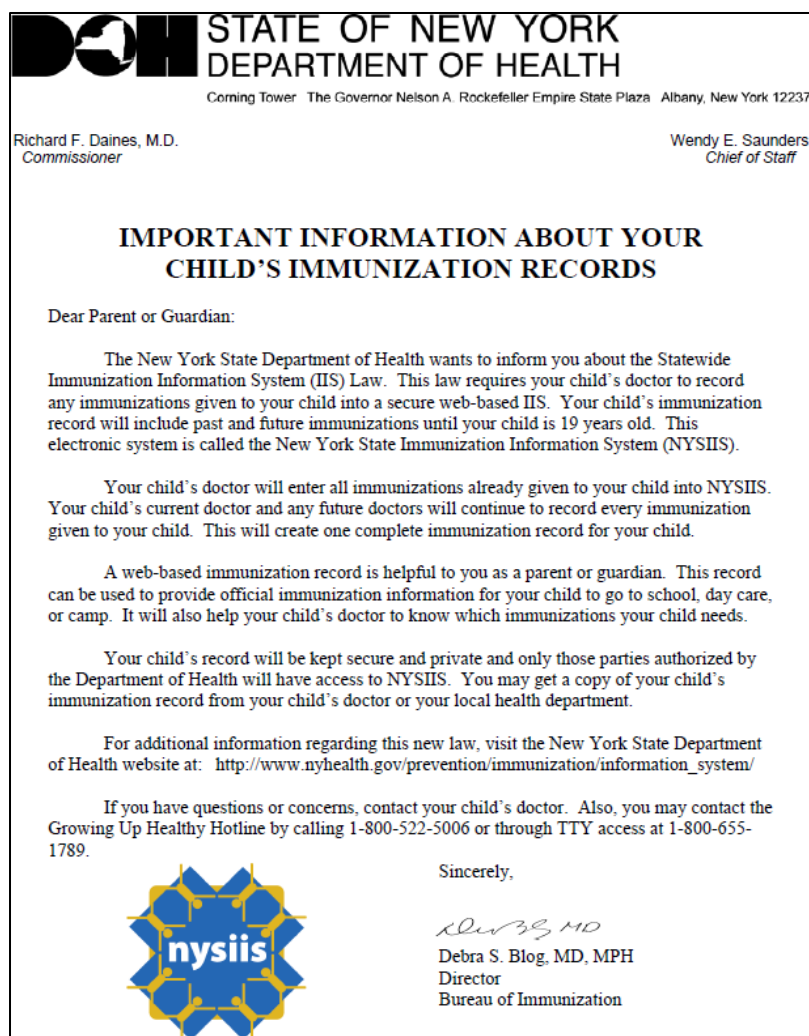 DOH STATE OF NEW YORK
DEPARTMENT OF HEALTH
Corning Tower The Governor Nelson A. Rockefeller Empire State Plaza Albany, New York 12237
Richard F. Daines, M.D. Wendy E. Saunders
Commissioner Chief of Staff
IMPORTANT INFORMATION ABOUT YOUR
CHILD’S IMMUNIZATION RECORDS
Dear Parent or Guardian:
The New York State Department of Health wants to inform you about the Statewide
Immunization Information System (IIS) Law. This law requires your child’s doctor to record
any immunizations given to your child into a secure web-based IIS. Your child’s immunization
record will include past and future immunizations until your child is 19 years old. This
electronic system is called the New York State Immunization Information System (NYSIIS).
Your child’s doctor will enter all immunizations already given to your child into NYSIIS.
Your child’s current doctor and any future doctors will continue to record every immunization
given to your child. This will create one complete immunization record for your child.
A web-based immunization record is helpful to you as a parent or guardian. This record
can be used to provide official immunization information for your child to go to school, day care,
or camp. It will also help your child’s doctor to know which immunizations your child needs.
Your child’s record will be kept secure and private and only those parties authorized by
the Department of Health will have access to NYSIIS. You may get a copy of your child’s
immunization record from your child’s doctor or your local health department.
For additional information regarding this new law, visit the New York State Department
of Health website at: http://www.nyhealth.gov/prevention/immunization/information_system/
If you have questions or concerns, contact your child’s doctor. Also, you may contact the
Growing Up Healthy Hotline by calling 1-800-522-5006 or through TTY access at 1-800-655-
1789.
Sincerely,
MD
nysiis
Debra S. Blog, MD, MPH
Director
Bureau of Immunization